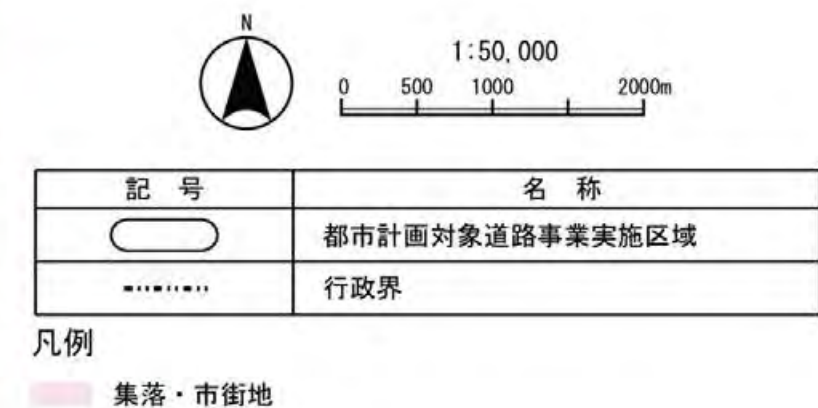 N
1:50,000
0 500 1000 2000m
記 号 名 称
都市計画対象道路事業実施区域
行政界
凡例
集落・市街地